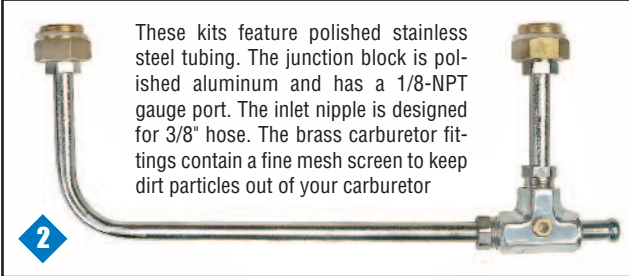 These kits feature polished stainless
steel tubing. The junction block is pol-
ished aluminum and has a 1/8-NPT
gauge port. The inlet nipple is designed
for 3/8" hose. The brass carburetor fit-
tings contain a fine mesh screen to keep
dirt particles out of your carburetor
2